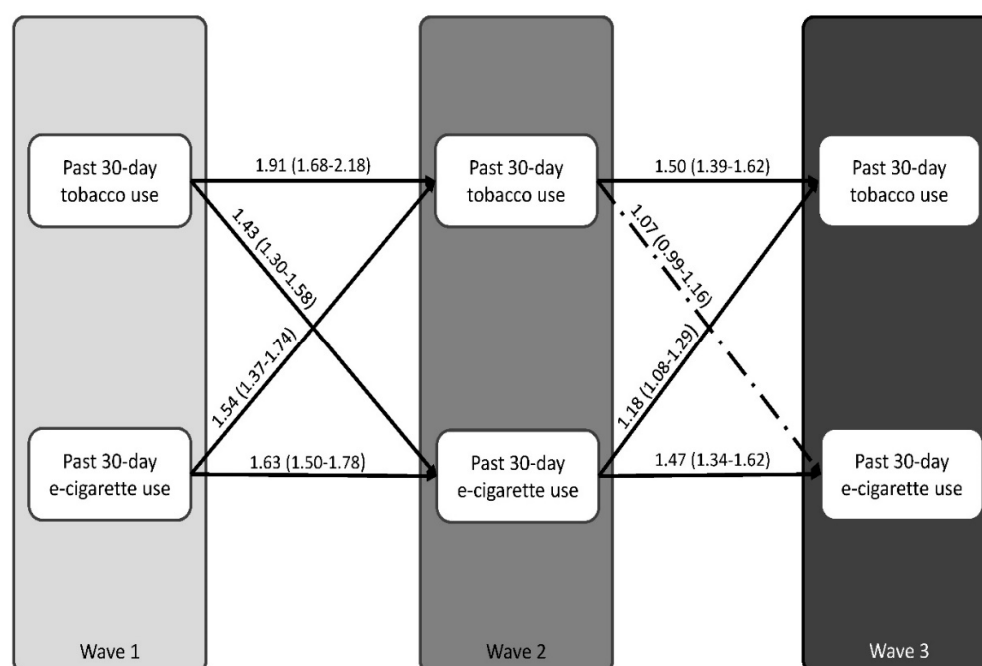 Past 30-day
tobacco use
1.91 (1.68-2.18)
Past 30-day
tobacco use
1.50 (1.39-1.62)
Past 30-day
tobacco use
1.43 (1.30-1.58)
1.07 (0.99-1.16)
1.54 (1.37-1.74)
1.18 (1.08-1.29)
Past 30-day
e-cigarette use
1.63 (1.50-1.78)
Past 30-day
e-cigarette use
1.47 (1.34-1.62)
Past 30-day
e-cigarette use
Wave 1
Wave 2
Wave 3